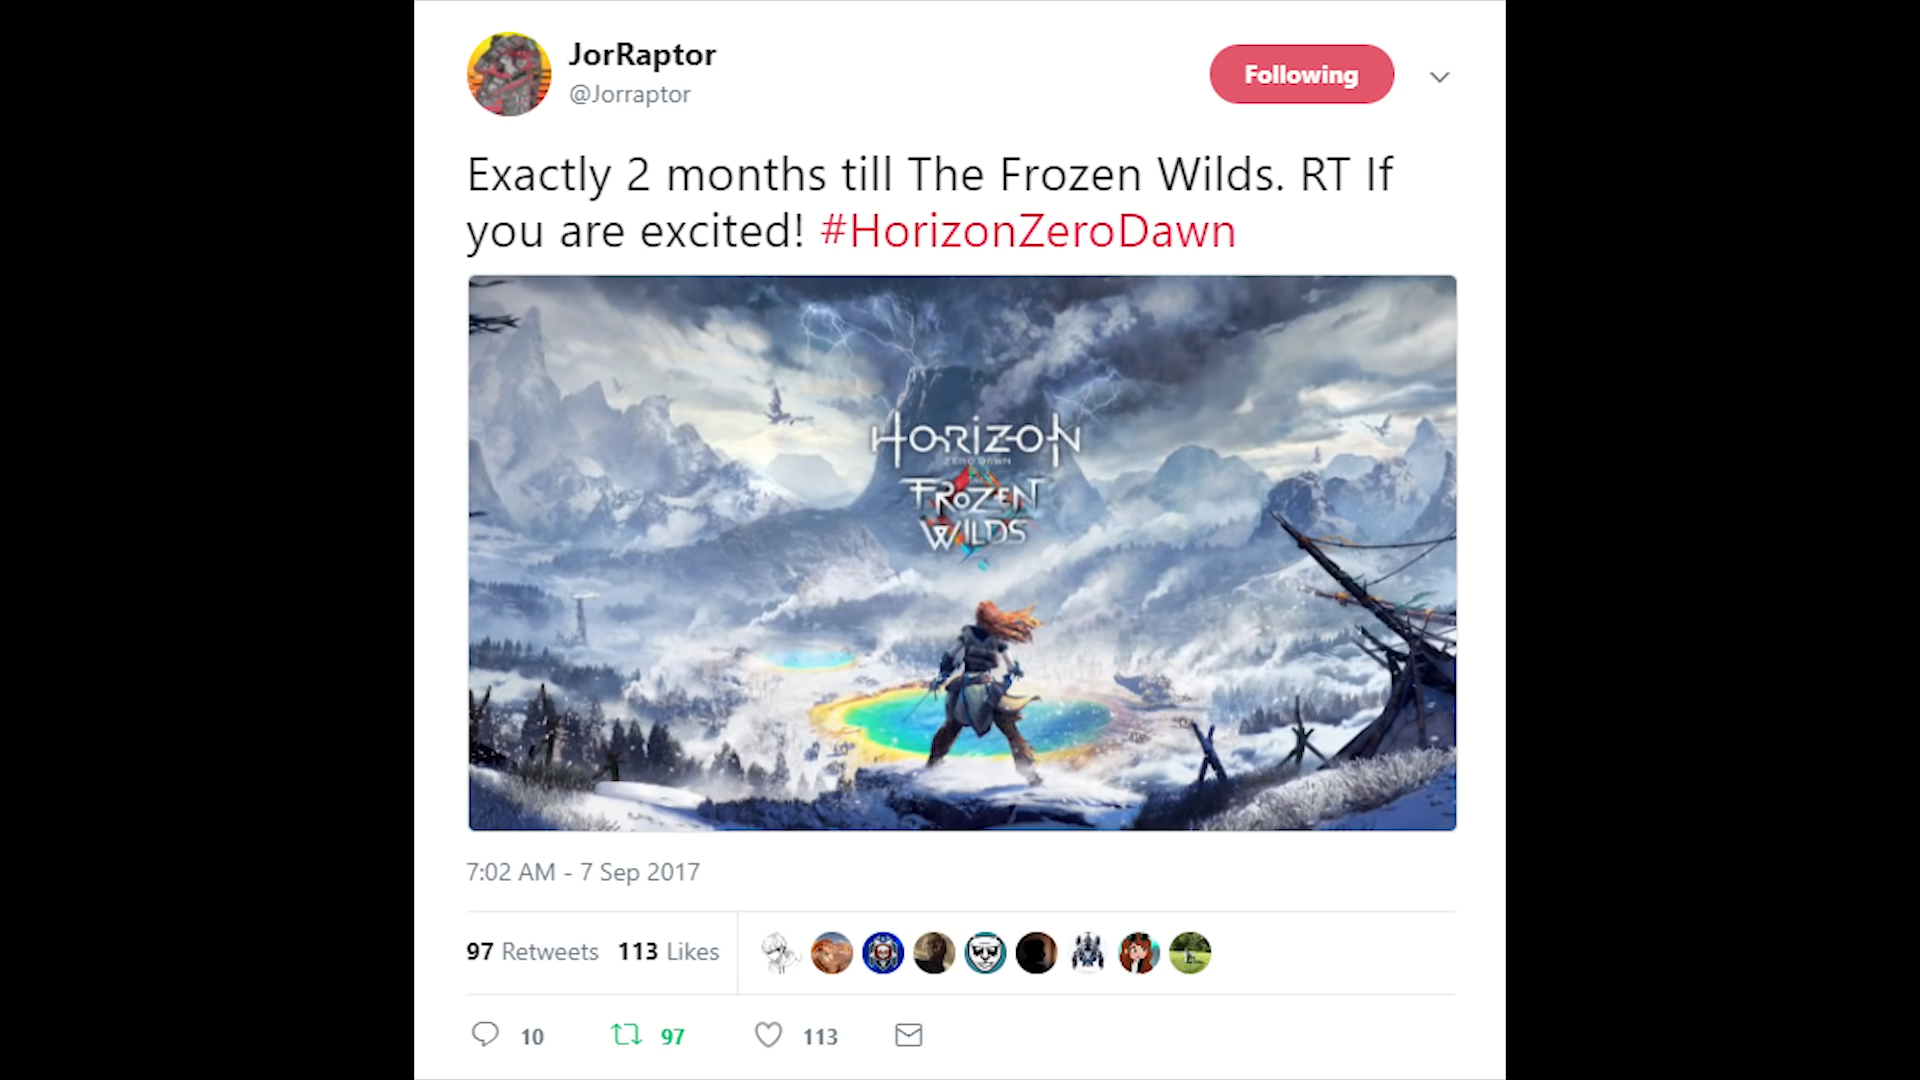 JorRaptor
@Jorraptor
Following
Exactly 2 months till The Frozen Wilds. RT If
you are excited! #HorizonZeroDawn
HORIZON
ZERO DAWN
FROZEN
WILDS
7:02 AM - 7 Sep 2017
97 Retweets 113 Likes
10 97 113